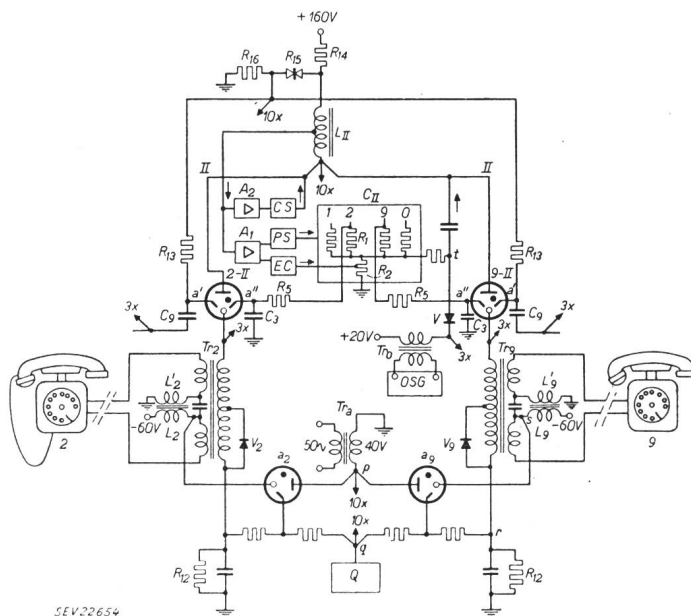 +160V
R16
R15
R14
10x
LII
II
10x
II
CII
A2
CS
1 2 9 0
A1
PS
R1
EC
R2
t
R13
R13
2-II
9-II
a'
a"
R5
R5
a"
a'
3x
C9
C3
V
C3
C9
3x
3x
+20V
3x
3x
Tr2
Tr0
OSG
Tr9
L'2
-60V
L2
2
Tra
50~
40V
L'9
s
-60V
L9
9
V2
V9
a2
p
a9
10x
10x
q
r
R12
Q
R12
SEV22654